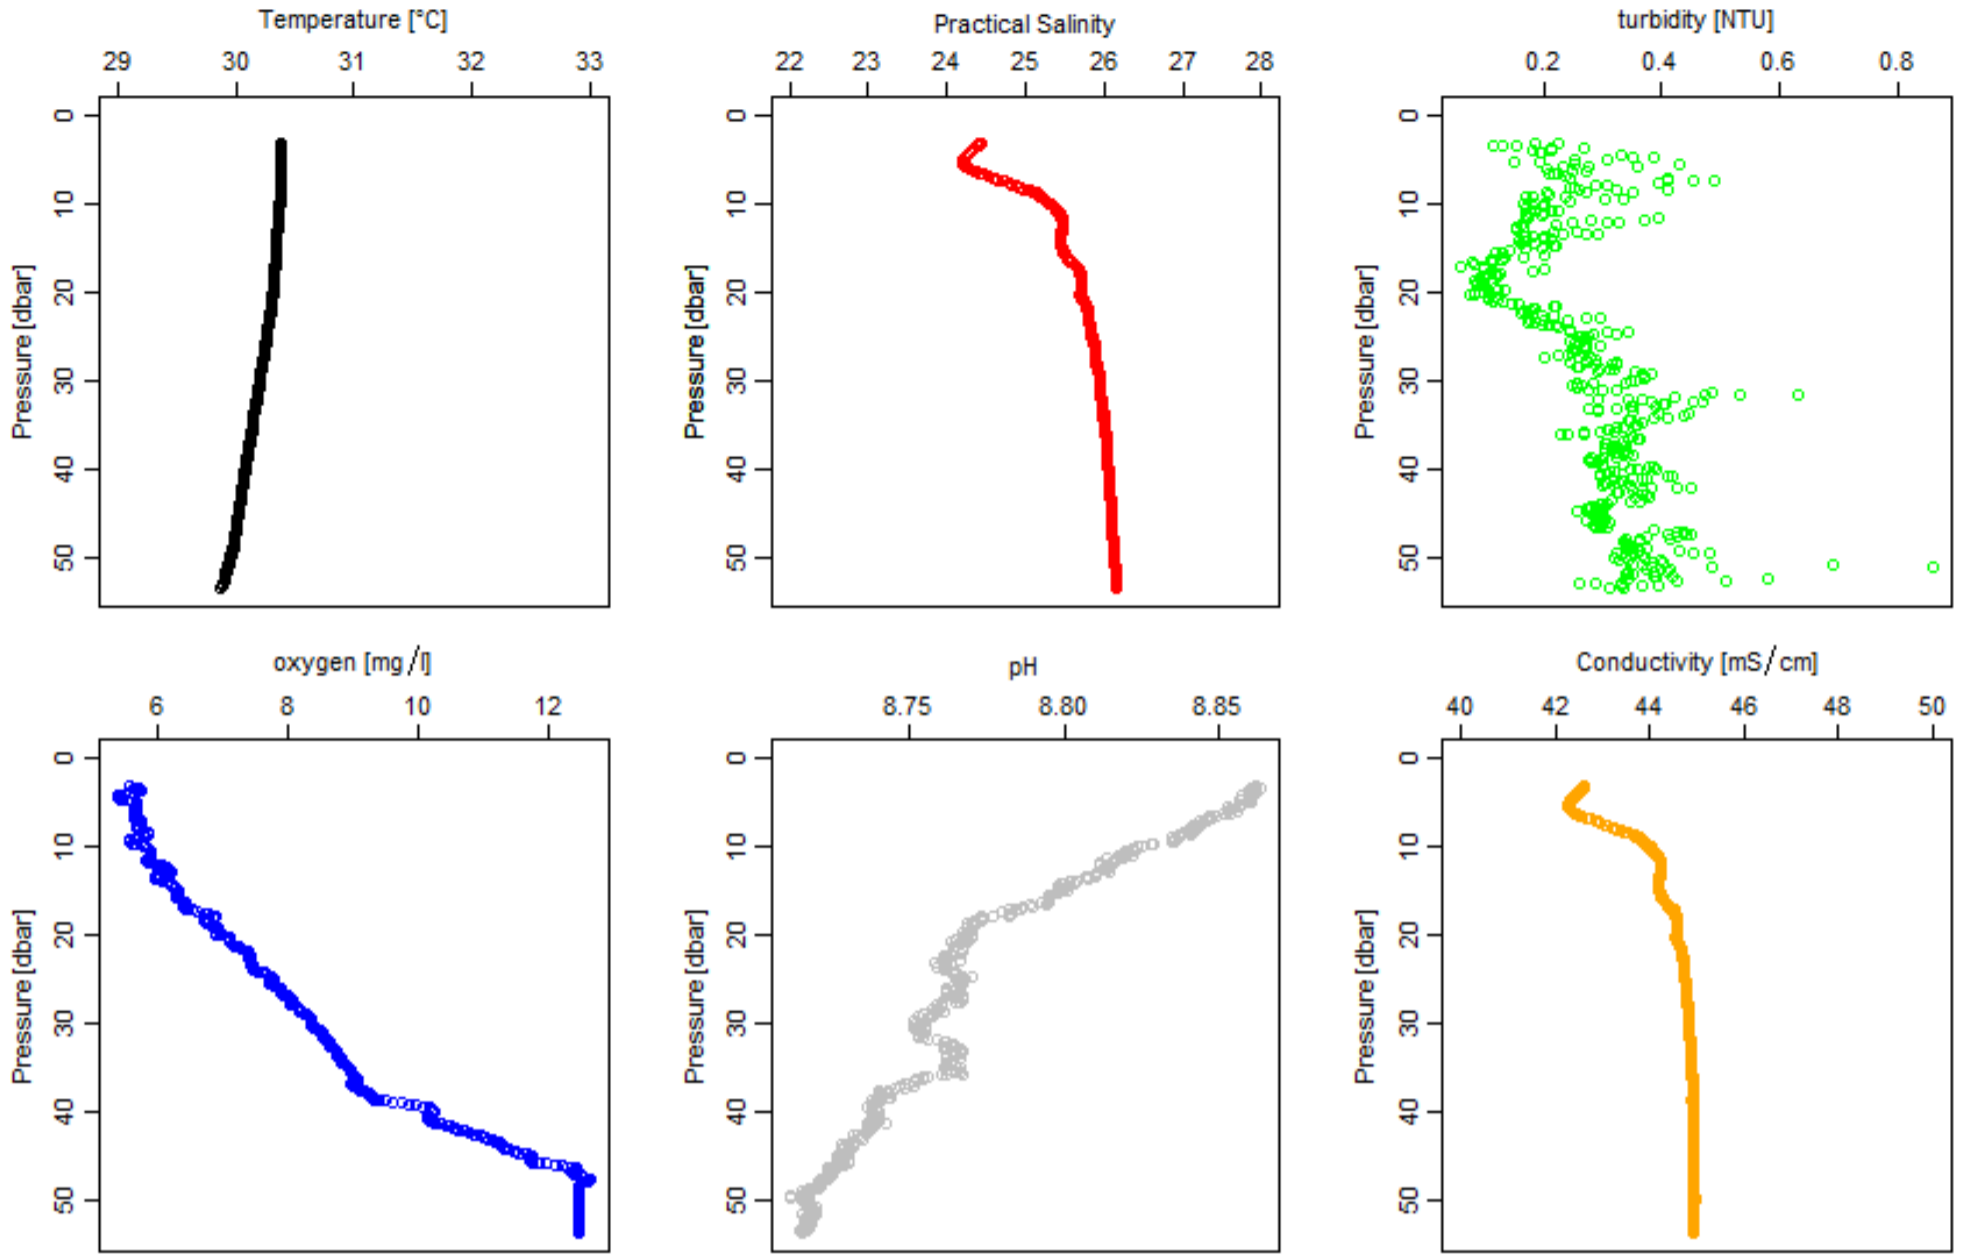 Temperature [°C]
29 30 31 32 33
Pressure [dbar]
0 10 20 30 40 50
Practical Salinity
22 23 24 25 26 27 28
Pressure [dbar]
0 10 20 30 40 50
turbidity [NTU]
0.2 0.4 0.6 0.8
Pressure [dbar]
0 10 20 30 40 50
oxygen [mg/l]
6 8 10 12
Pressure [dbar]
0 10 20 30 40 50
pH
8.75 8.80 8.85
Pressure [dbar]
0 10 20 30 40 50
Conductivity [mS/cm]
40 42 44 46 48 50
Pressure [dbar]
0 10 20 30 40 50